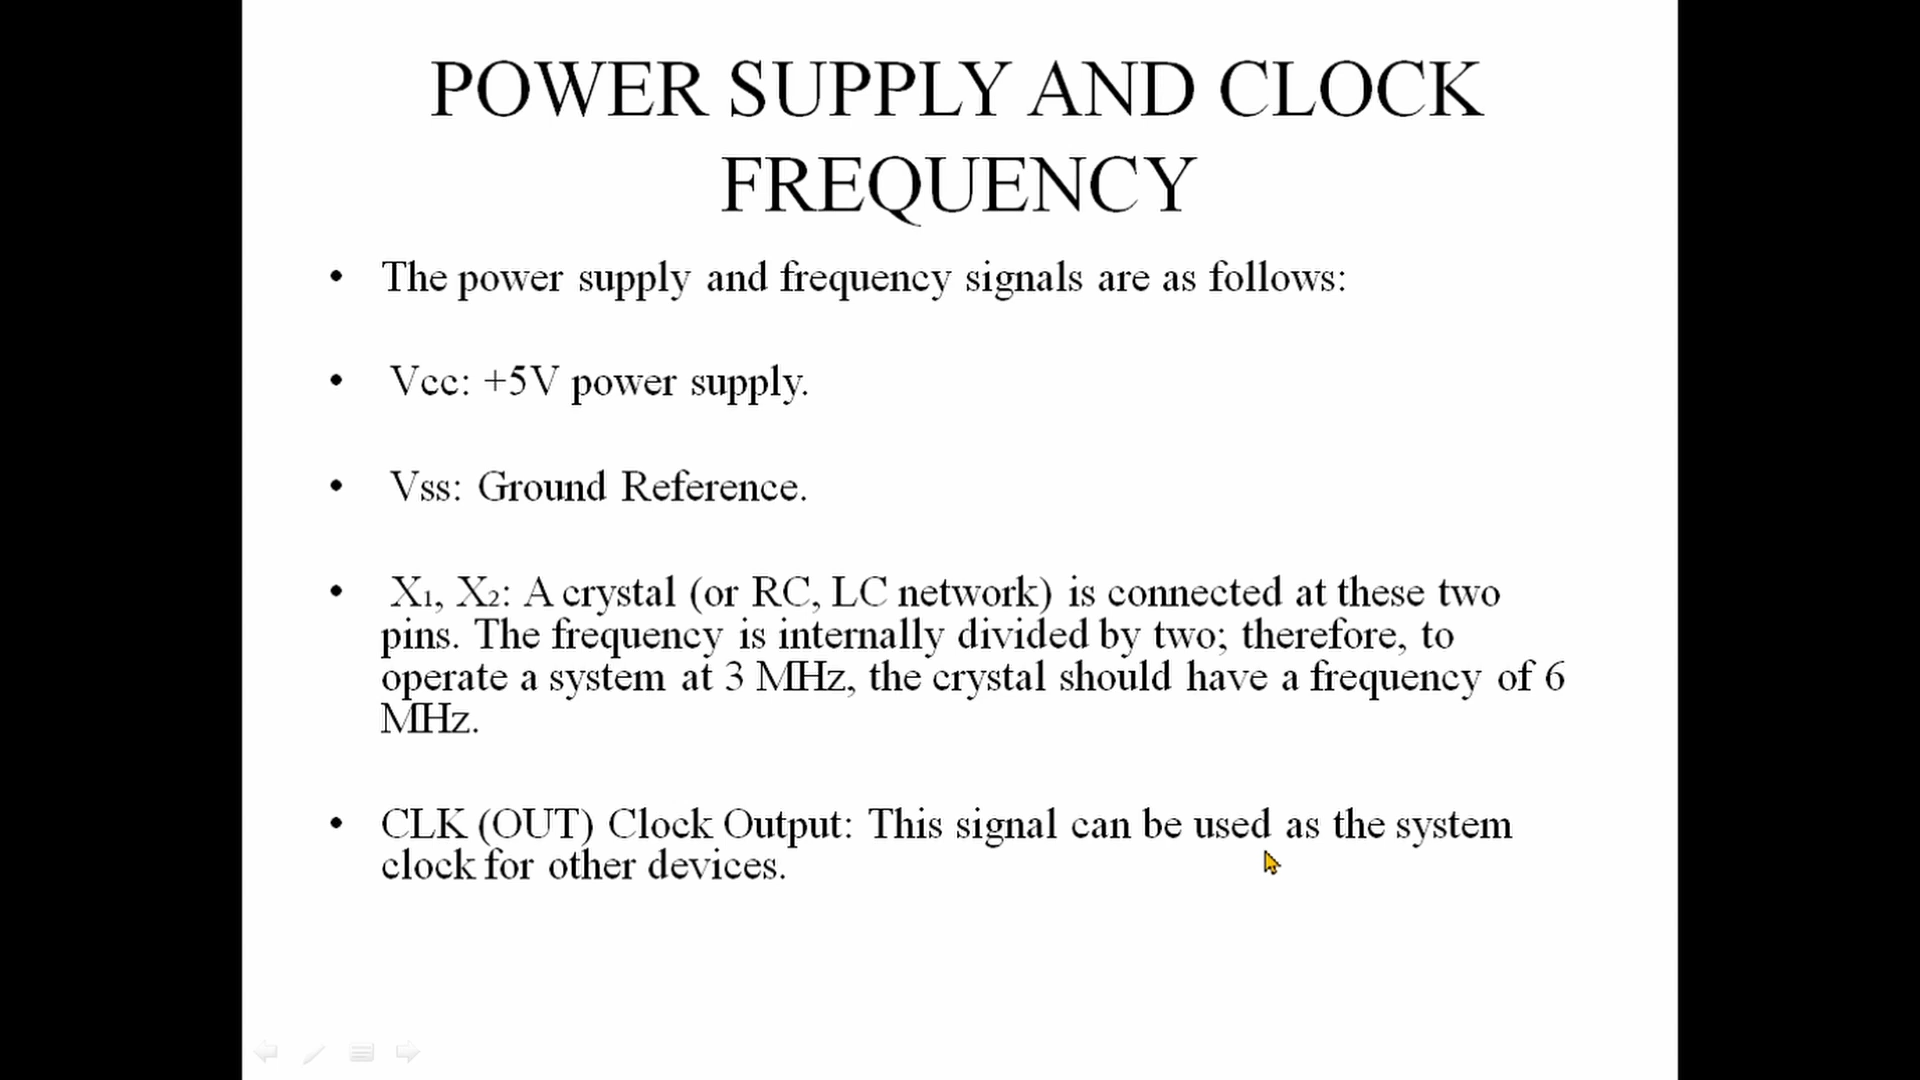 POWER SUPPLY AND CLOCK
FREQUENCY
• The power supply and frequency signals are as follows:
• Vcc: +5V power supply.
• Vss: Ground Reference.
• X₁, X₂: A crystal (or RC, LC network) is connected at these two
pins. The frequency is internally divided by two; therefore, to
operate a system at 3 MHz, the crystal should have a frequency of 6
MHz.
• CLK (OUT) Clock Output: This signal can be used as the system
clock for other devices.